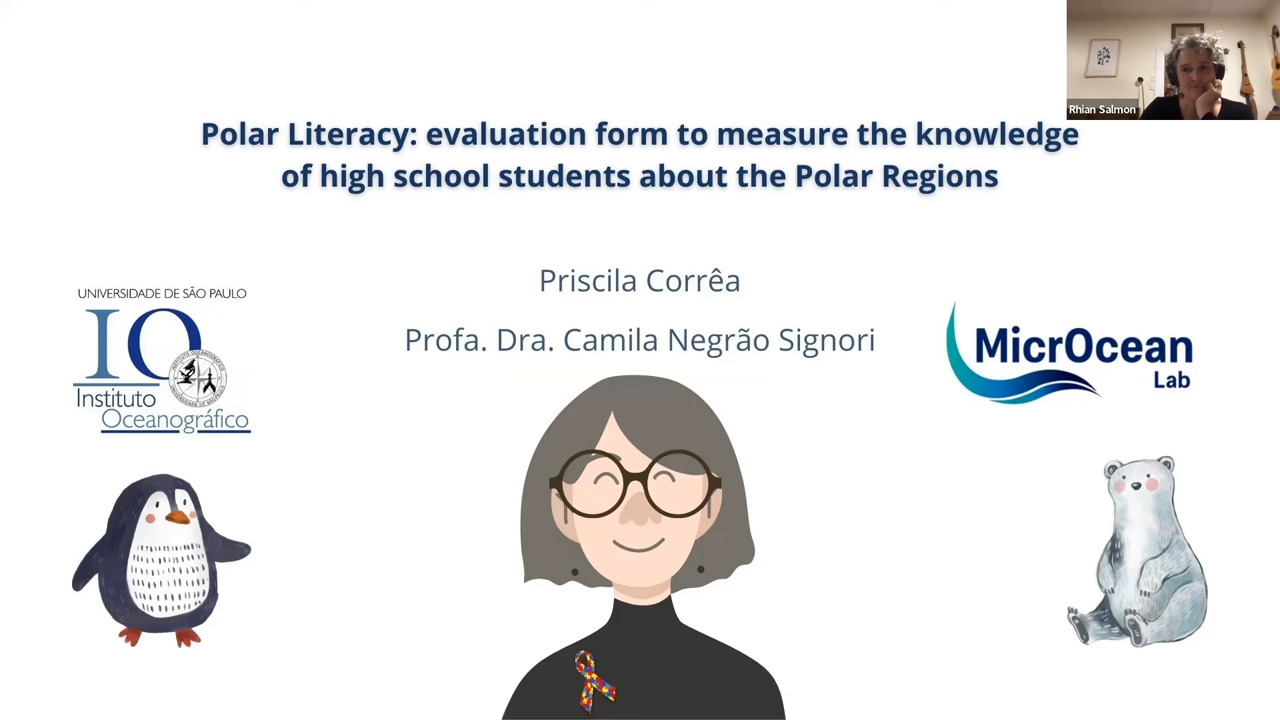 Rhian Salmon
Polar Literacy: evaluation form to measure the knowledge
of high school students about the Polar Regions
Priscila Corrêa
Profa. Dra. Camila Negrão Signori
UNIVERSIDADE DE SÃO PAULO
IO
Instituto
Oceanográfico
MicrOcean
Lab